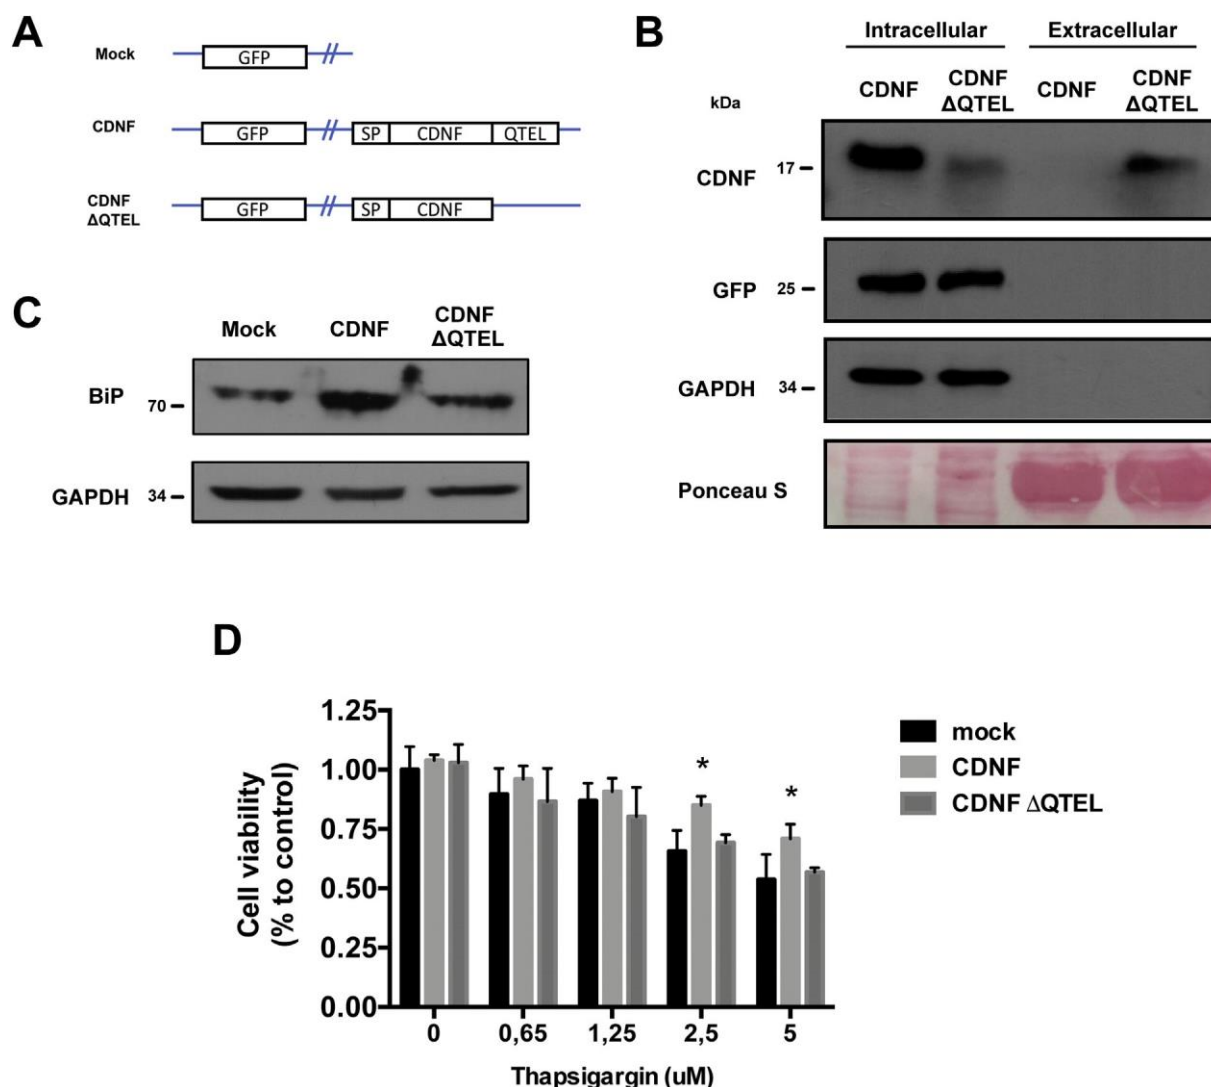 A
Mock
GFP
CDNF
GFP
SP
CDNF
QTEL
CDNF
ΔQTEL
GFP
SP
CDNF
B
Intracellular
Extracellular
kDa
CDNF
CDNF
ΔQTEL
CDNF
CDNF
ΔQTEL
CDNF
17
GFP
25
GAPDH
34
Ponceau S
C
Mock
CDNF
CDNF
ΔQTEL
BiP
70
GAPDH
34
D
Cell viability
(% to control)
1.25
1.00
0.75
0.50
0.25
0.00
*
*
0
0,65
1,25
2,5
5
Thapsigargin (uM)
mock
CDNF
CDNF ΔQTEL